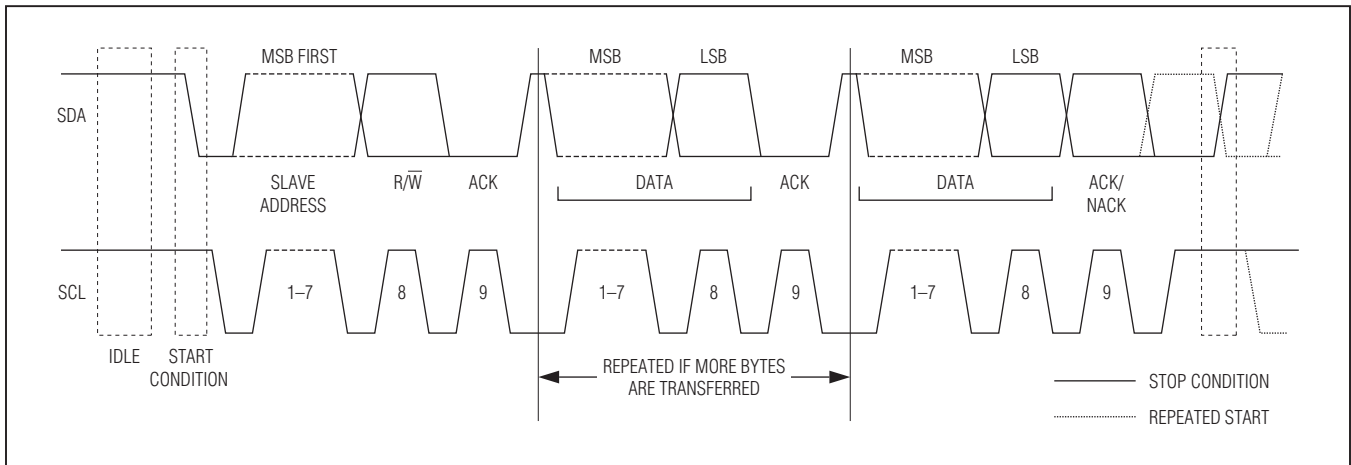 MSB FIRST
MSB
LSB
MSB
LSB
SDA
SLAVE
ADDRESS
R/W̅
ACK
DATA
ACK
DATA
ACK/
NACK
SCL
1–7
8
9
1–7
8
9
1–7
8
9
IDLE
START
CONDITION
REPEATED IF MORE BYTES
ARE TRANSFERRED
STOP CONDITION
REPEATED START